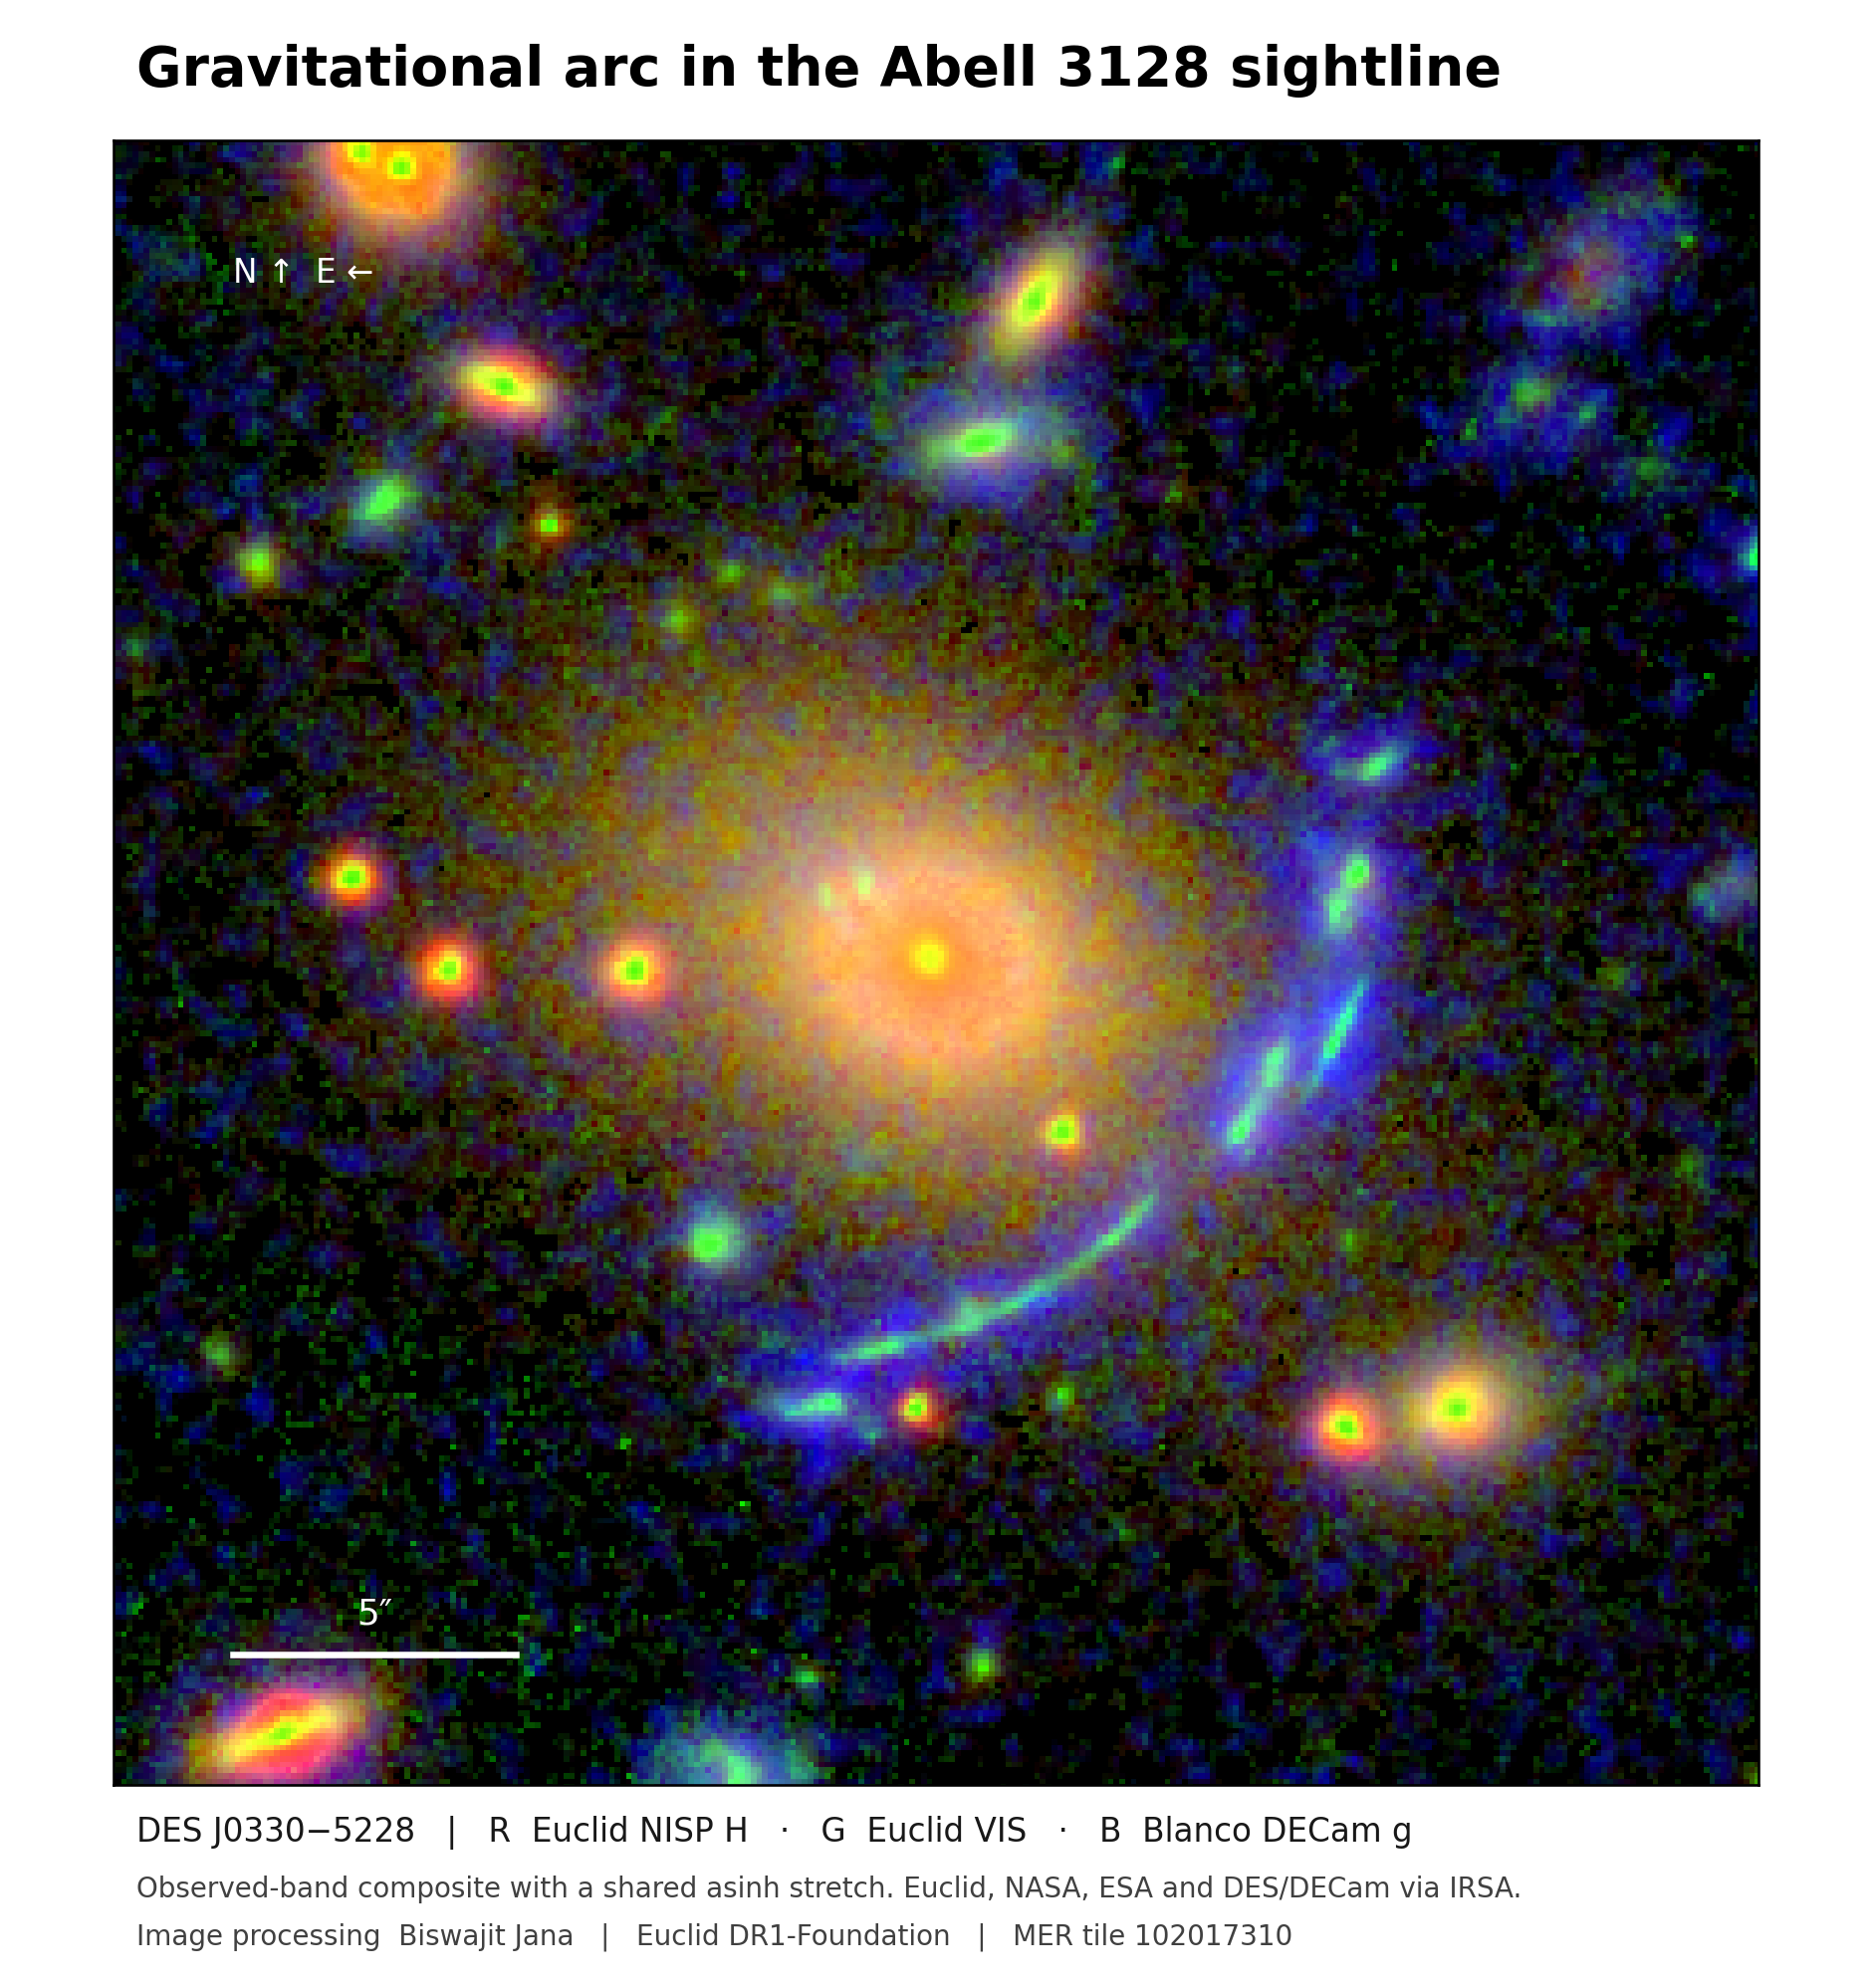 Gravitational arc in the Abell 3128 sightline
N ↑ E ←
5″
DES J0330−5228 | R Euclid NISP H · G Euclid VIS · B Blanco DECam g
Observed-band composite with a shared asinh stretch. Euclid, NASA, ESA and DES/DECam via IRSA.
Image processing Biswajit Jana | Euclid DR1-Foundation | MER tile 102017310